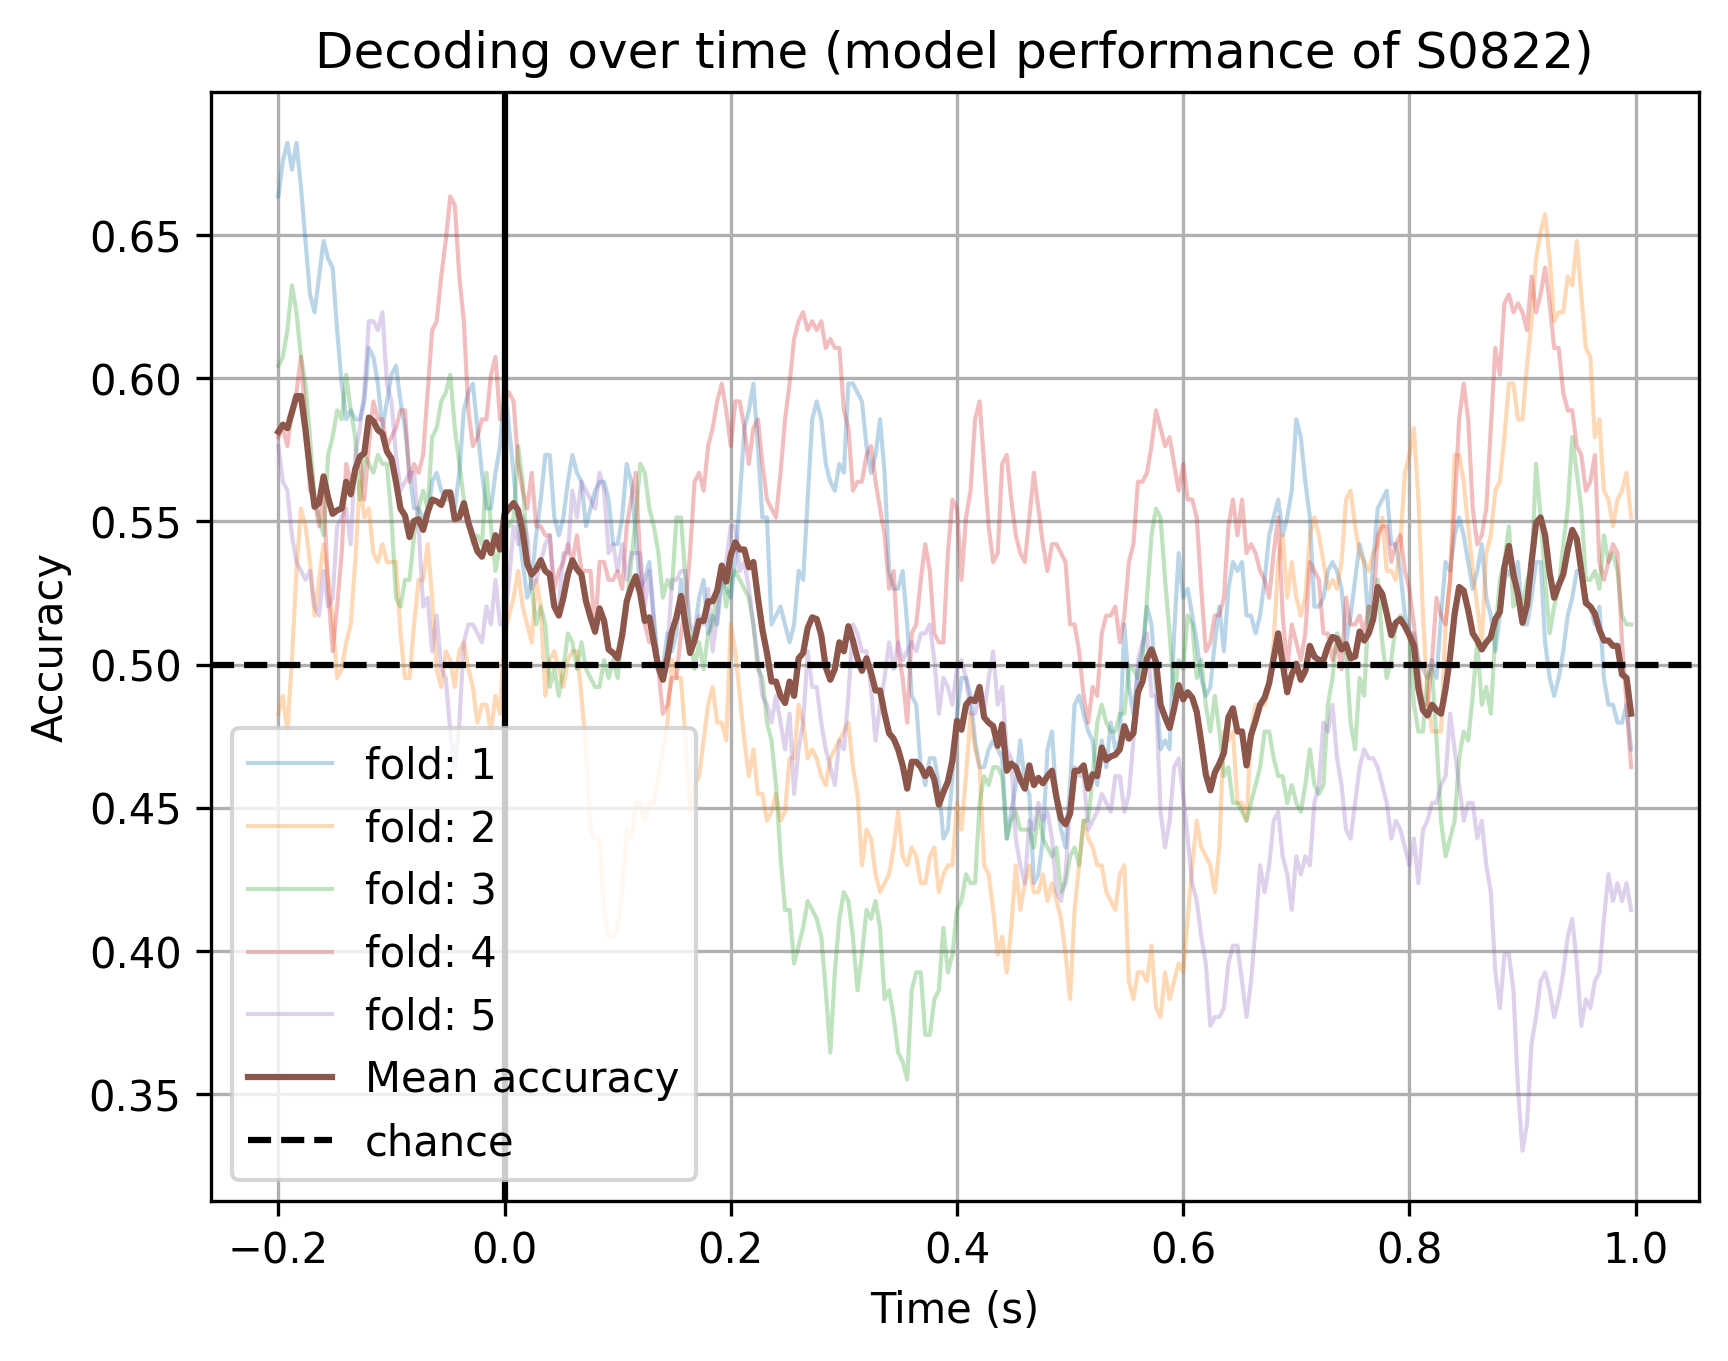 Decoding over time (model performance of S0822)
Accuracy
0.65
0.60
0.55
0.50
0.45
0.40
0.35
fold: 1
fold: 2
fold: 3
fold: 4
fold: 5
Mean accuracy
chance
−0.2
0.0
0.2
0.4
0.6
0.8
1.0
Time (s)